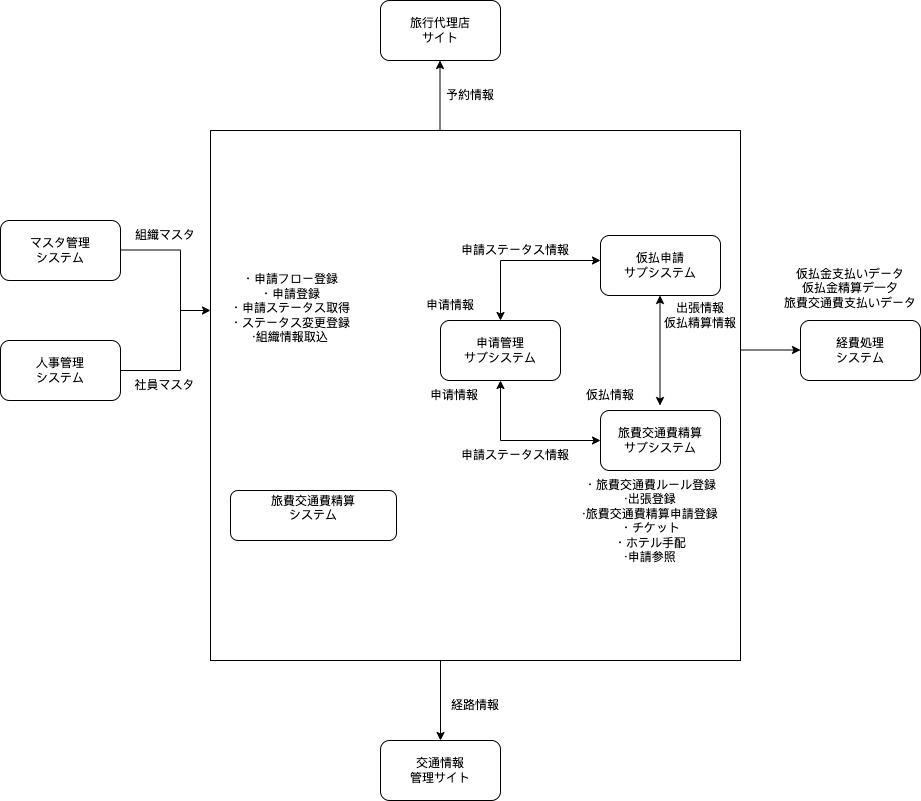 旅行代理店
サイト
予約情報
マスタ管理
システム
組織マスタ
人事管理
システム
社員マスタ
・申請フロー登録
・申請登録
・申請ステータス取得
・ステータス変更登録
·組織情報取込
申請ステータス情報
仮払申請
サブシステム
申请情報
申请管理
サブシステム
出張情報
仮払精算情報
申请情報
仮払情報
申請ステータス情報
旅費交通費精算
サブシステム
・旅費交通費ルール登録
·出張登録
·旅費交通費精算申請登録
・チケット
・ホテル手配
·申請参照
旅費交通費精算
システム
仮払金支払いデータ
仮払金精算データ
旅費交通費支払いデータ
経費処理
システム
経路情報
交通情報
管理サイト